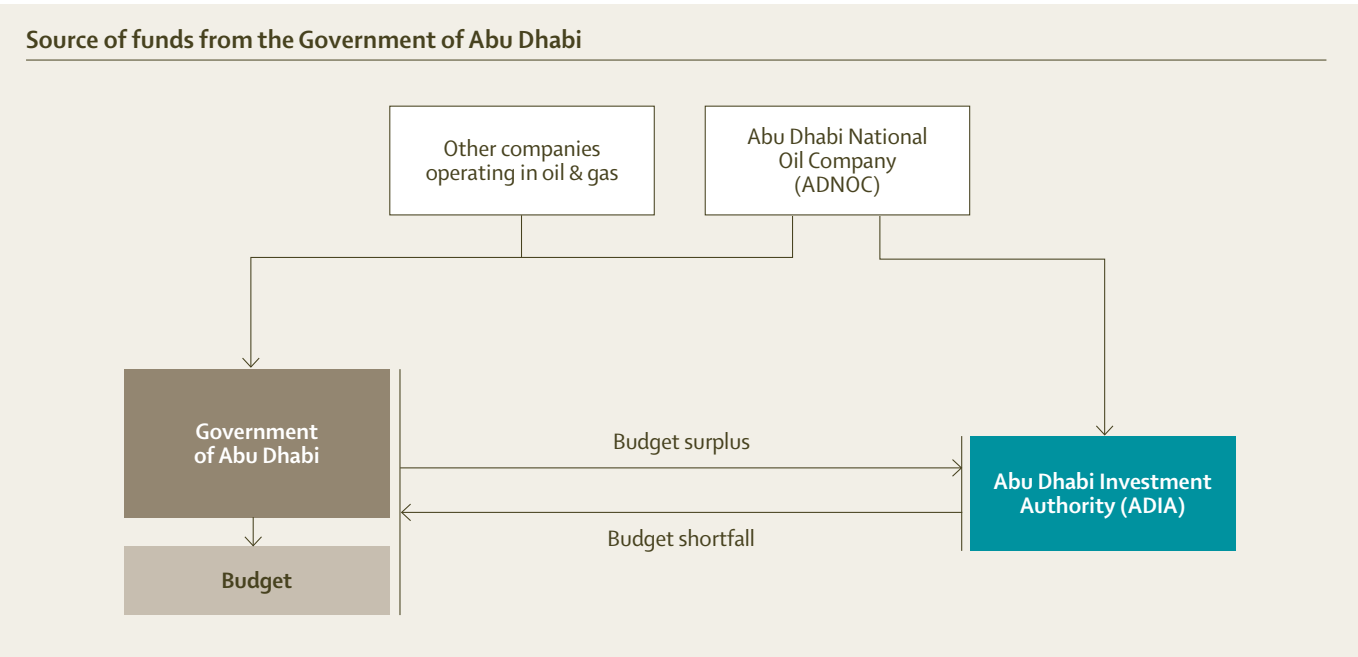 Source of funds from the Government of Abu Dhabi
Other companies
operating in oil & gas
Abu Dhabi National
Oil Company
(ADNOC)
Government
of Abu Dhabi
Budget surplus
Abu Dhabi Investment
Authority (ADIA)
Budget shortfall
Budget